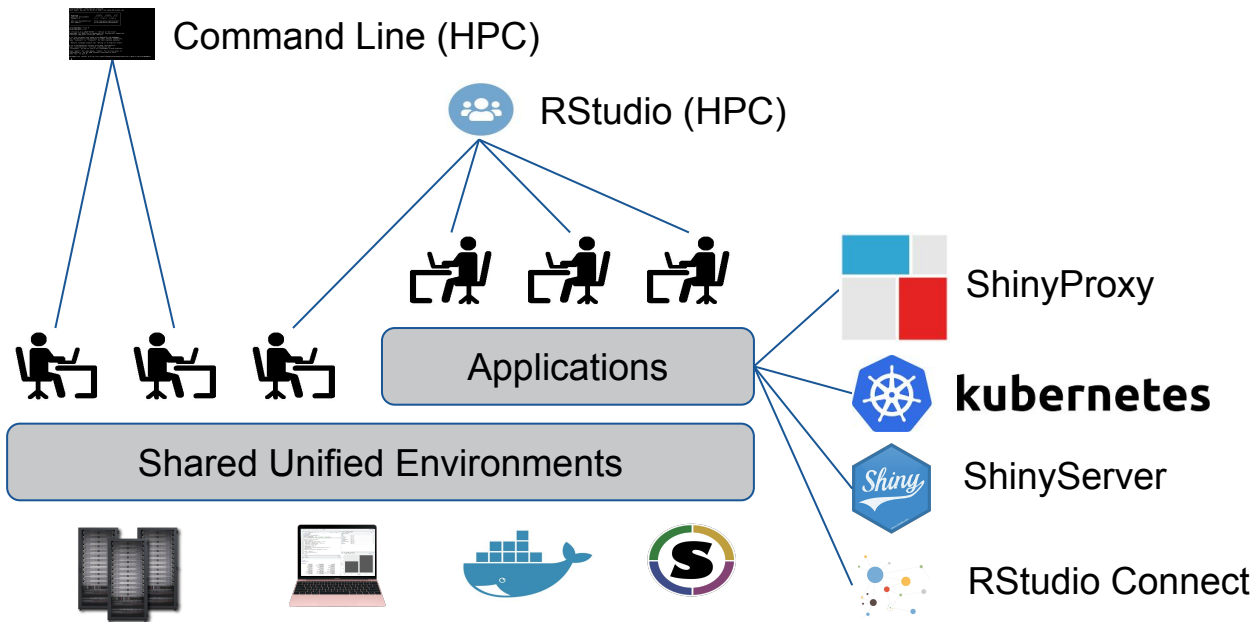 Command Line (HPC)
RStudio (HPC)
ShinyProxy
Applications
kubernetes
Shared Unified Environments
Shiny
ShinyServer
S
RStudio Connect